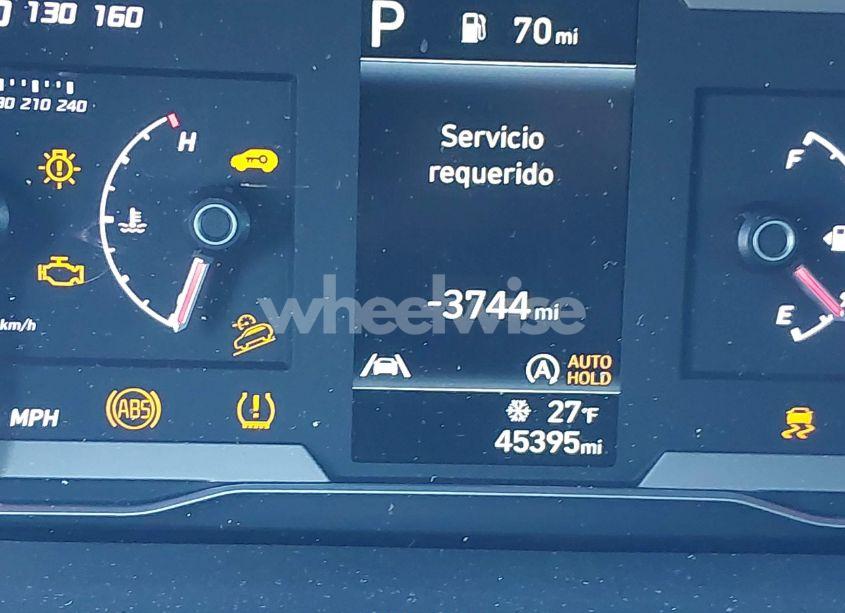 130 160
P 70 mi
210 240
H
Servicio
requerido
F
-3744 mi
wheelwise
E
km/h
A AUTO
HOLD
MPH ABS
27°F
45395 mi